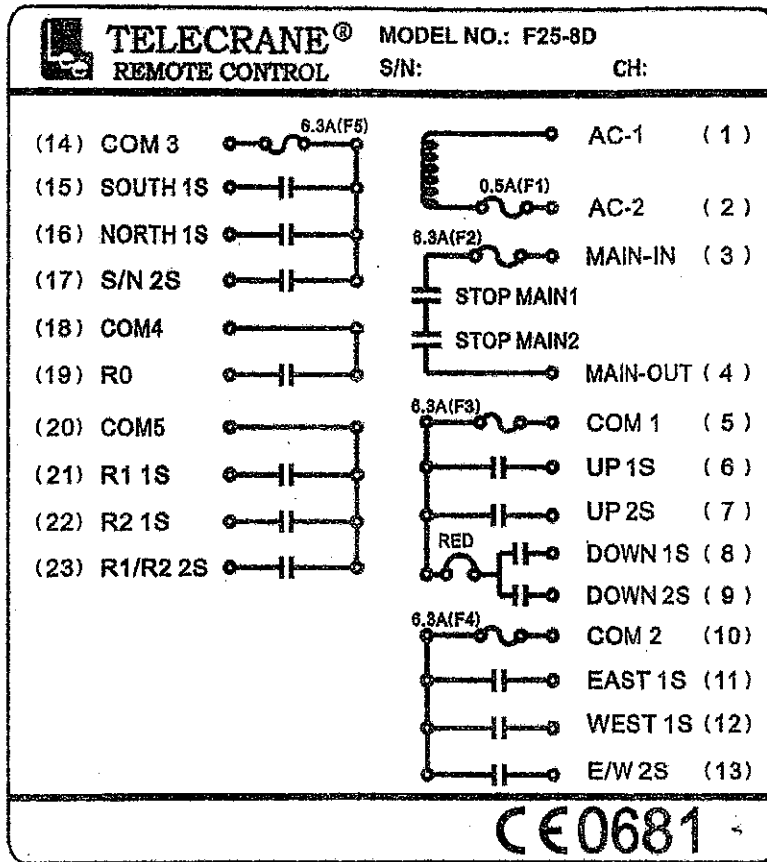 TELECRANE® MODEL NO.: F25-8D
REMOTE CONTROL S/N: CH:
6.3A(F5)
(14) COM 3
(15) SOUTH 1S
(16) NORTH 1S
(17) S/N 2S
(18) COM4
(19) R0
(20) COM5
(21) R1 1S
(22) R2 1S
(23) R1/R2 2S
AC-1 (1)
0.5A(F1)
AC-2 (2)
6.3A(F2)
MAIN-IN (3)
STOP MAIN1
STOP MAIN2
MAIN-OUT (4)
6.3A(F3)
COM 1 (5)
UP 1S (6)
UP 2S (7)
RED
DOWN 1S (8)
DOWN 2S (9)
6.3A(F4)
COM 2 (10)
EAST 1S (11)
WEST 1S (12)
E/W 2S (13)
CE0681